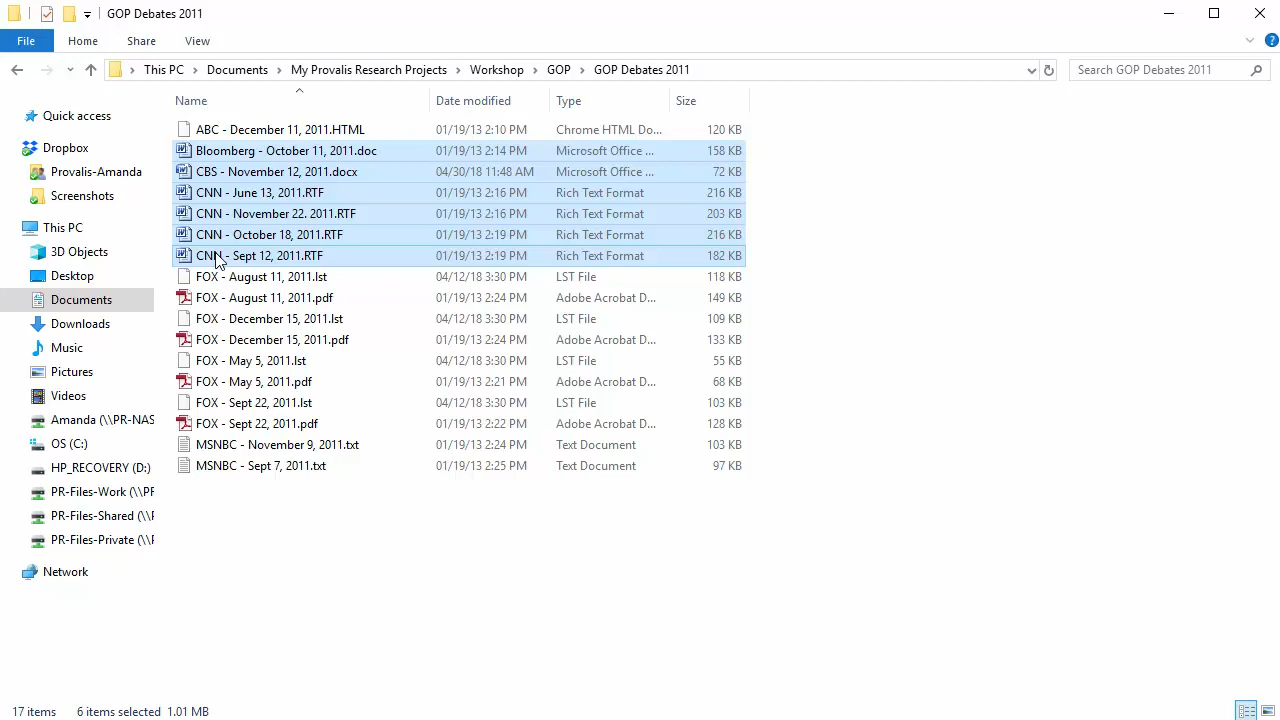 GOP Debates 2011
File Home Share View
This PC Documents My Provalis Research Projects Workshop GOP GOP Debates 2011 Search GOP Debates 2011
Name Date modified Type Size
Quick access
Dropbox
Provalis-Amanda
Screenshots
This PC
3D Objects
Desktop
Documents
Downloads
Music
Pictures
Videos
Amanda (\\PR-NAS
OS (C:)
HP_RECOVERY (D:)
PR-Files-Work (\\PF
PR-Files-Shared (\\F
PR-Files-Private (\\F
Network
ABC - December 11, 2011.HTML 01/19/13 2:10 PM Chrome HTML Do... 120 KB
Bloomberg - October 11, 2011.doc 01/19/13 2:14 PM Microsoft Office ... 158 KB
CBS - November 12, 2011.docx 04/30/18 11:48 AM Microsoft Office ... 72 KB
CNN - June 13, 2011.RTF 01/19/13 2:16 PM Rich Text Format 216 KB
CNN - November 22. 2011.RTF 01/19/13 2:16 PM Rich Text Format 203 KB
CNN - October 18, 2011.RTF 01/19/13 2:19 PM Rich Text Format 216 KB
CNN - Sept 12, 2011.RTF 01/19/13 2:19 PM Rich Text Format 182 KB
FOX - August 11, 2011.lst 04/12/18 3:30 PM LST File 118 KB
FOX - August 11, 2011.pdf 01/19/13 2:24 PM Adobe Acrobat D... 149 KB
FOX - December 15, 2011.lst 04/12/18 3:30 PM LST File 109 KB
FOX - December 15, 2011.pdf 01/19/13 2:24 PM Adobe Acrobat D... 133 KB
FOX - May 5, 2011.lst 04/12/18 3:30 PM LST File 55 KB
FOX - May 5, 2011.pdf 01/19/13 2:21 PM Adobe Acrobat D... 68 KB
FOX - Sept 22, 2011.lst 04/12/18 3:30 PM LST File 103 KB
FOX - Sept 22, 2011.pdf 01/19/13 2:22 PM Adobe Acrobat D... 128 KB
MSNBC - November 9, 2011.txt 01/19/13 2:24 PM Text Document 103 KB
MSNBC - Sept 7, 2011.txt 01/19/13 2:25 PM Text Document 97 KB
17 items 6 items selected 1.01 MB